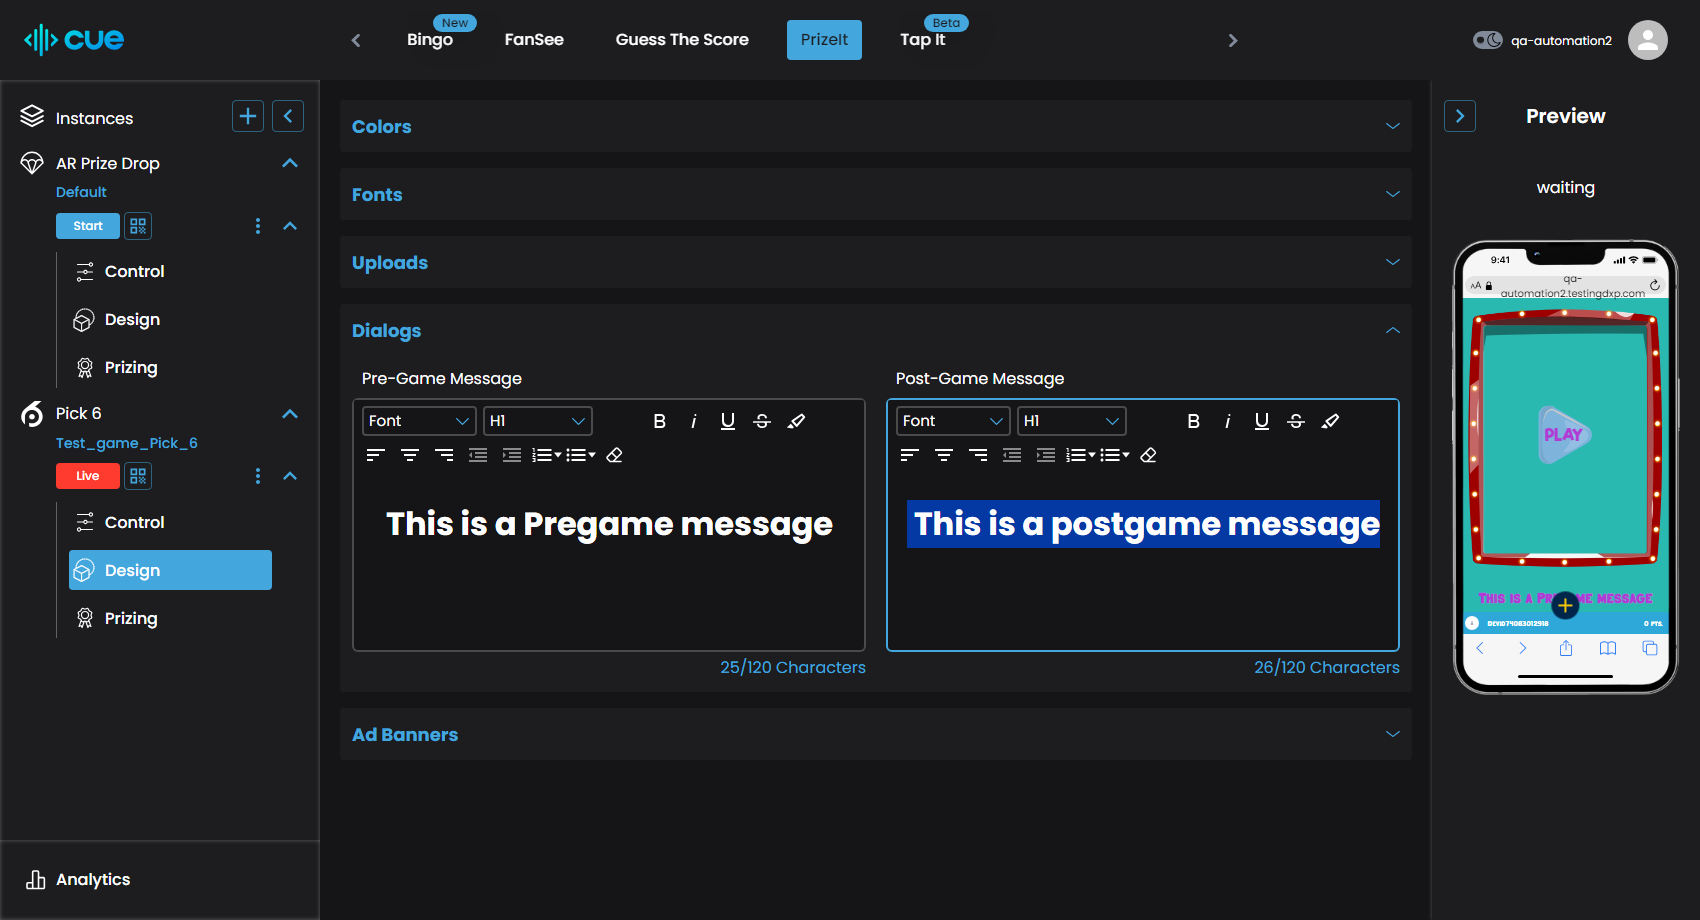 cue
Bingo
New
FanSee
Guess The Score
PrizeIt
Tap It
Beta
qa-automation2
Instances
AR Prize Drop
Default
Start
Control
Design
Prizing
Pick 6
Test_game_Pick_6
Live
Control
Design
Prizing
Analytics
Colors
Fonts
Uploads
Dialogs
Pre-Game Message
Font
H1
B
i
U
S
This is a Pregame message
25/120 Characters
Post-Game Message
Font
H1
B
i
U
S
This is a postgame message
26/120 Characters
Ad Banners
Preview
waiting
9:41
AA
qa-
automation2.testingdxp.com
PLAY
This is a Pregame message
0 PTS.